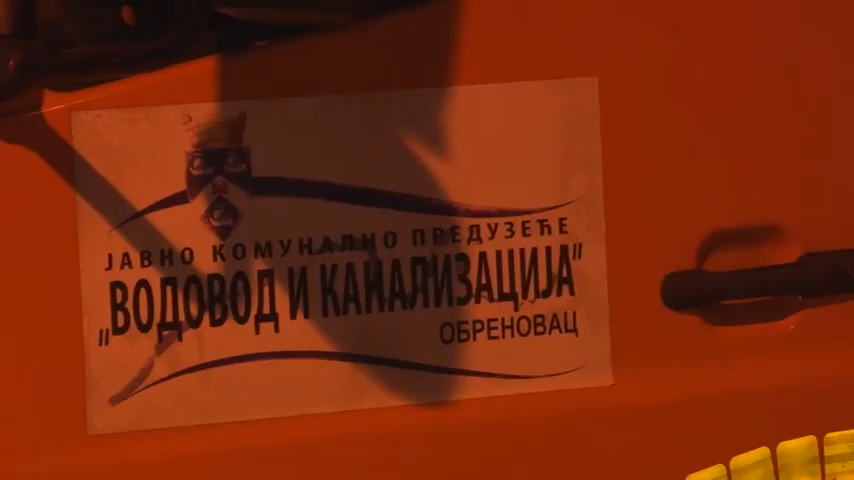 ЈАВНО КОМУНАЛНО ПРЕДУЗЕЋЕ
„ВОДОВОД И КАНАЛИЗАЦИЈА"
ОБРЕНОВАЦ